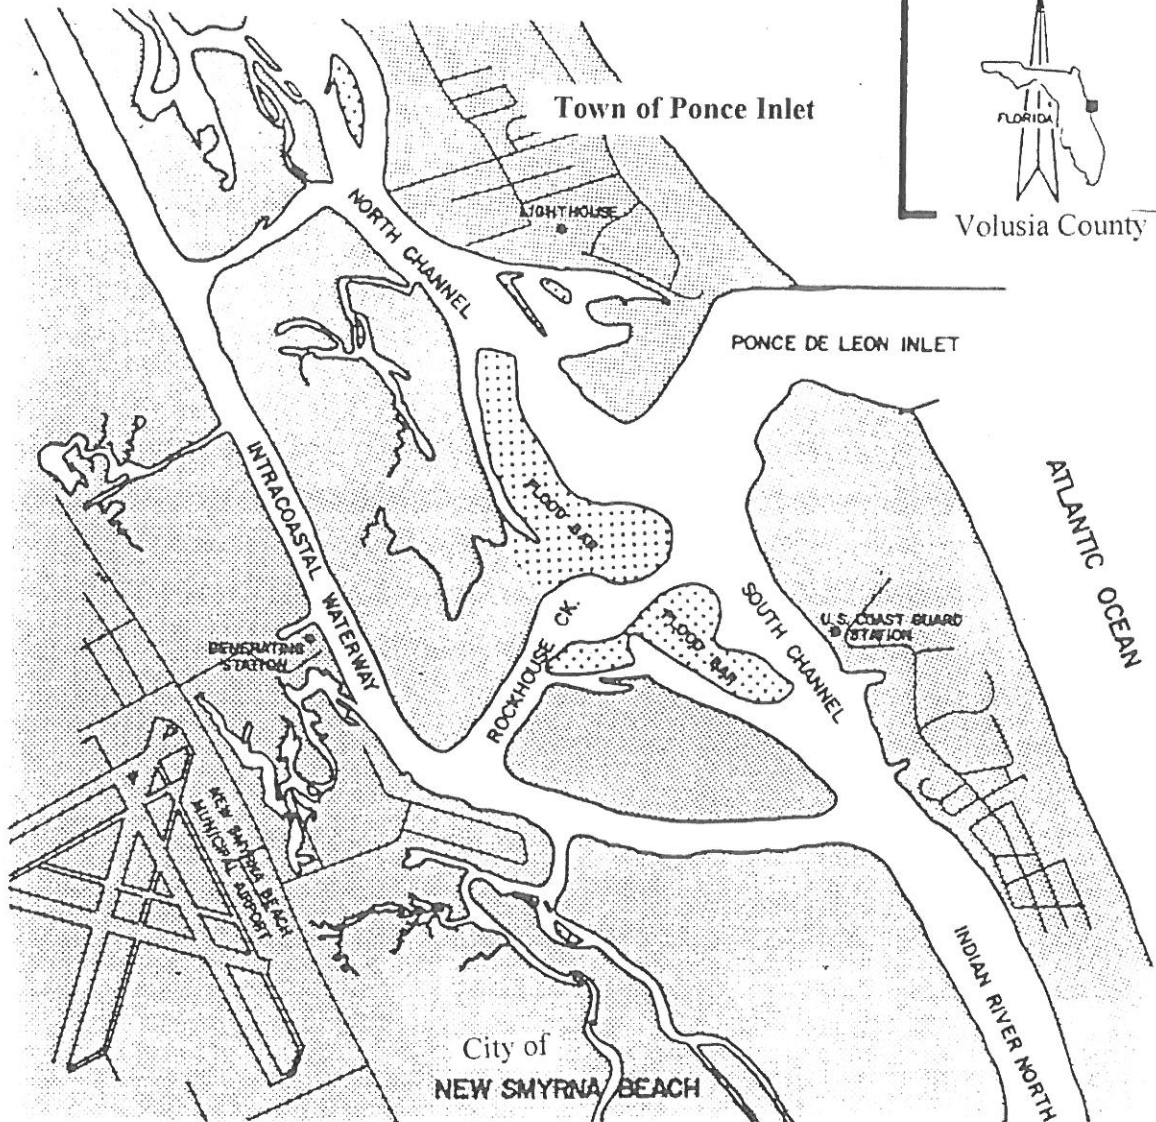 Town of Ponce Inlet
FLORIDA
Volusia County
LIGHTHOUSE
NORTH CHANNEL
PONCE DE LEON INLET
ATLANTIC OCEAN
INTRACOASTAL WATERWAY
FLOOD BAR
ROCKHOUSE CK.
FLOOD BAR
SOUTH CHANNEL
U.S. COAST GUARD
STATION
GENERATING
STATION
NEW SMYRNA BEACH
MUNICIPAL AIRPORT
INDIAN RIVER NORTH
City of
NEW SMYRNA BEACH